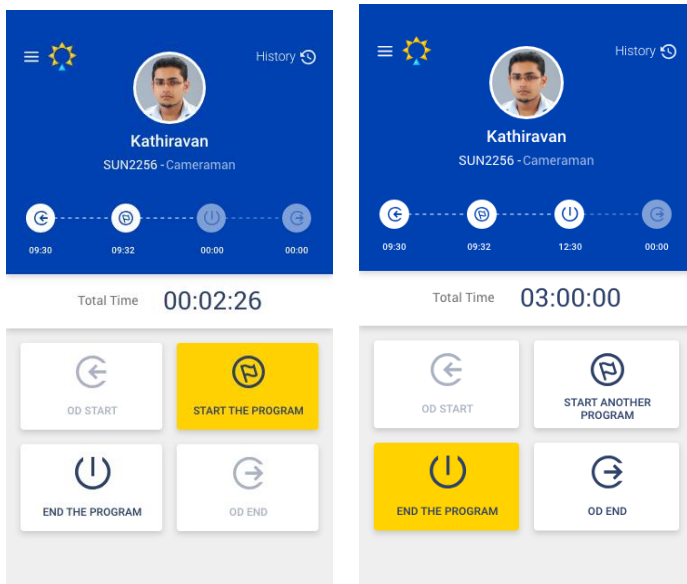 History
Kathiravan
SUN2256 - Cameraman
09:30 09:32 00:00 00:00
Total Time 00:02:26
OD START
START THE PROGRAM
END THE PROGRAM
OD END
History
Kathiravan
SUN2256 - Cameraman
09:30 09:32 12:30 00:00
Total Time 03:00:00
OD START
START ANOTHER
PROGRAM
END THE PROGRAM
OD END